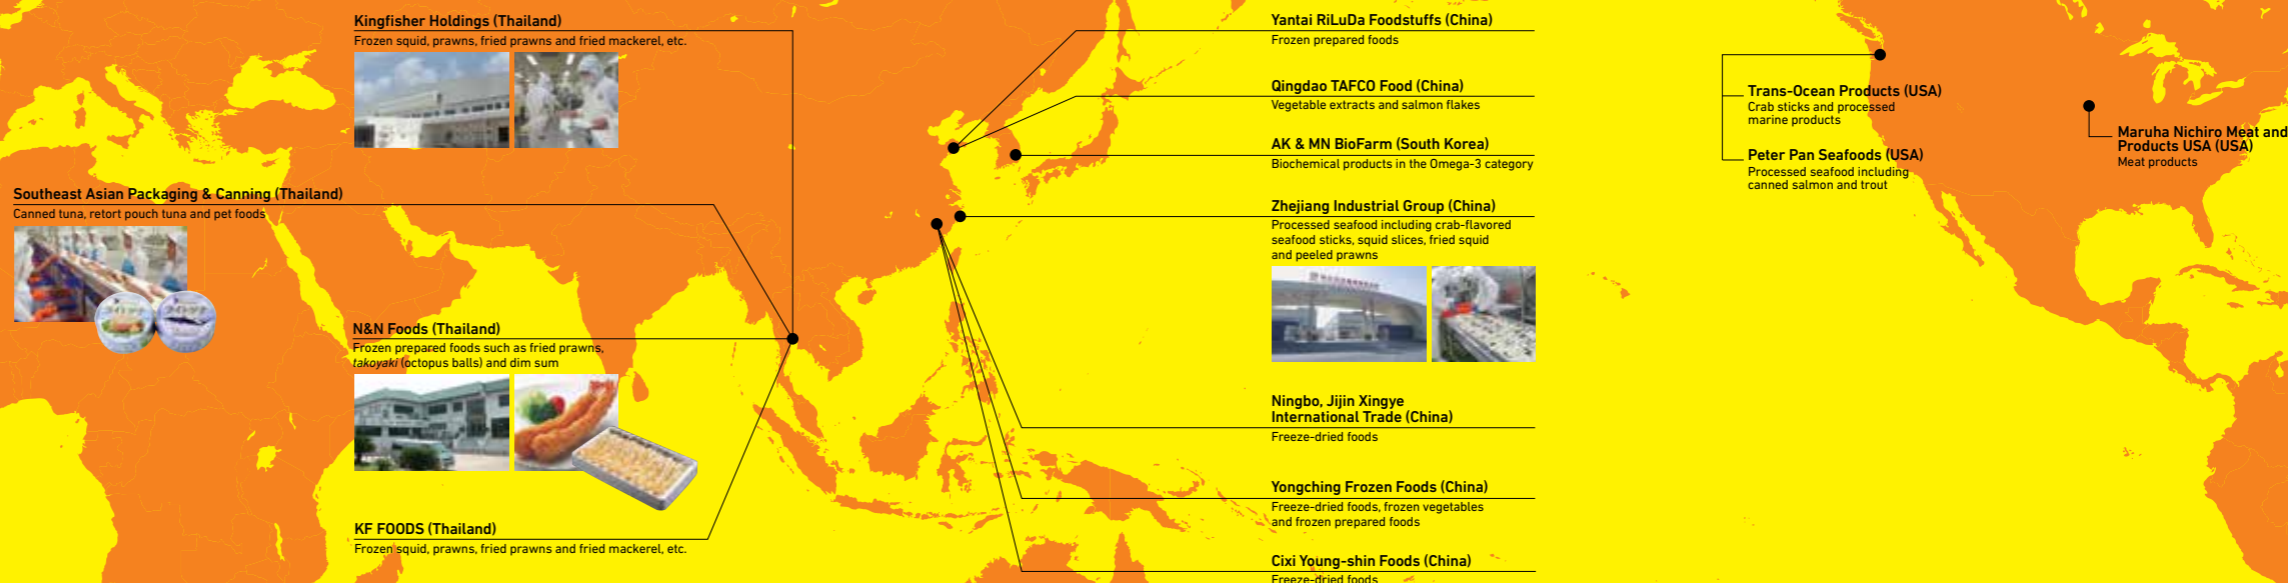 Kingfisher Holdings (Thailand)
Frozen squid, prawns, fried prawns and fried mackerel, etc.
Southeast Asian Packaging & Canning (Thailand)
Canned tuna, retort pouch tuna and pet foods
N&N Foods (Thailand)
Frozen prepared foods such as fried prawns,
takoyaki (octopus balls) and dim sum
KF FOODS (Thailand)
Frozen squid, prawns, fried prawns and fried mackerel, etc.
Yantai RiLuDa Foodstuffs (China)
Frozen prepared foods
Qingdao TAFCO Food (China)
Vegetable extracts and salmon flakes
AK & MN BioFarm (South Korea)
Biochemical products in the Omega-3 category
Zhejiang Industrial Group (China)
Processed seafood including crab-flavored
seafood sticks, squid slices, fried squid
and peeled prawns
Ningbo, Jijin Xingye
International Trade (China)
Freeze-dried foods
Yongching Frozen Foods (China)
Freeze-dried foods, frozen vegetables
and frozen prepared foods
Cixi Young-shin Foods (China)
Freeze-dried foods
Trans-Ocean Products (USA)
Crab sticks and processed
marine products
Peter Pan Seafoods (USA)
Processed seafood including
canned salmon and trout
Maruha Nichiro Meat and
Products USA (USA)
Meat products